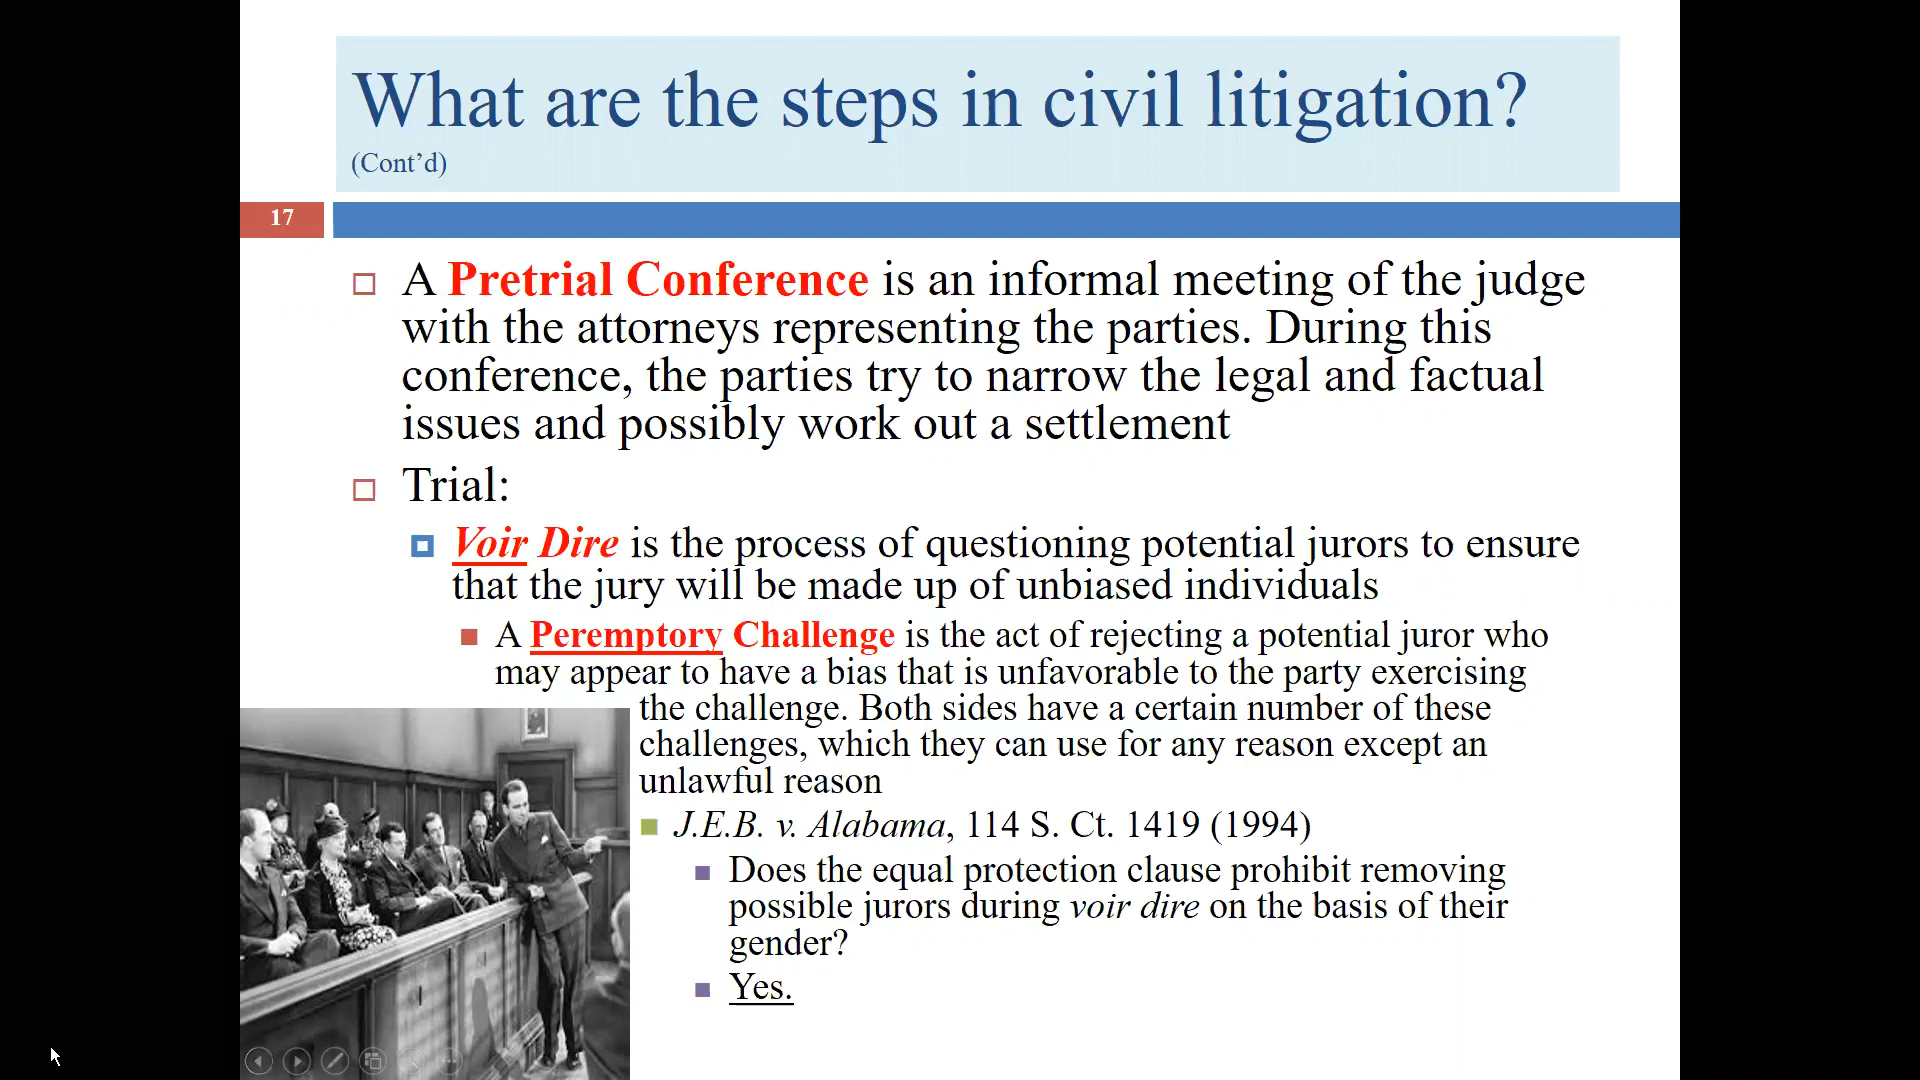 What are the steps in civil litigation?
(Cont’d)
17
A Pretrial Conference is an informal meeting of the judge
with the attorneys representing the parties. During this
conference, the parties try to narrow the legal and factual
issues and possibly work out a settlement
Trial:
Voir Dire is the process of questioning potential jurors to ensure
that the jury will be made up of unbiased individuals
A Peremptory Challenge is the act of rejecting a potential juror who
may appear to have a bias that is unfavorable to the party exercising
the challenge. Both sides have a certain number of these
challenges, which they can use for any reason except an
unlawful reason
J.E.B. v. Alabama, 114 S. Ct. 1419 (1994)
Does the equal protection clause prohibit removing
possible jurors during voir dire on the basis of their
gender?
Yes.